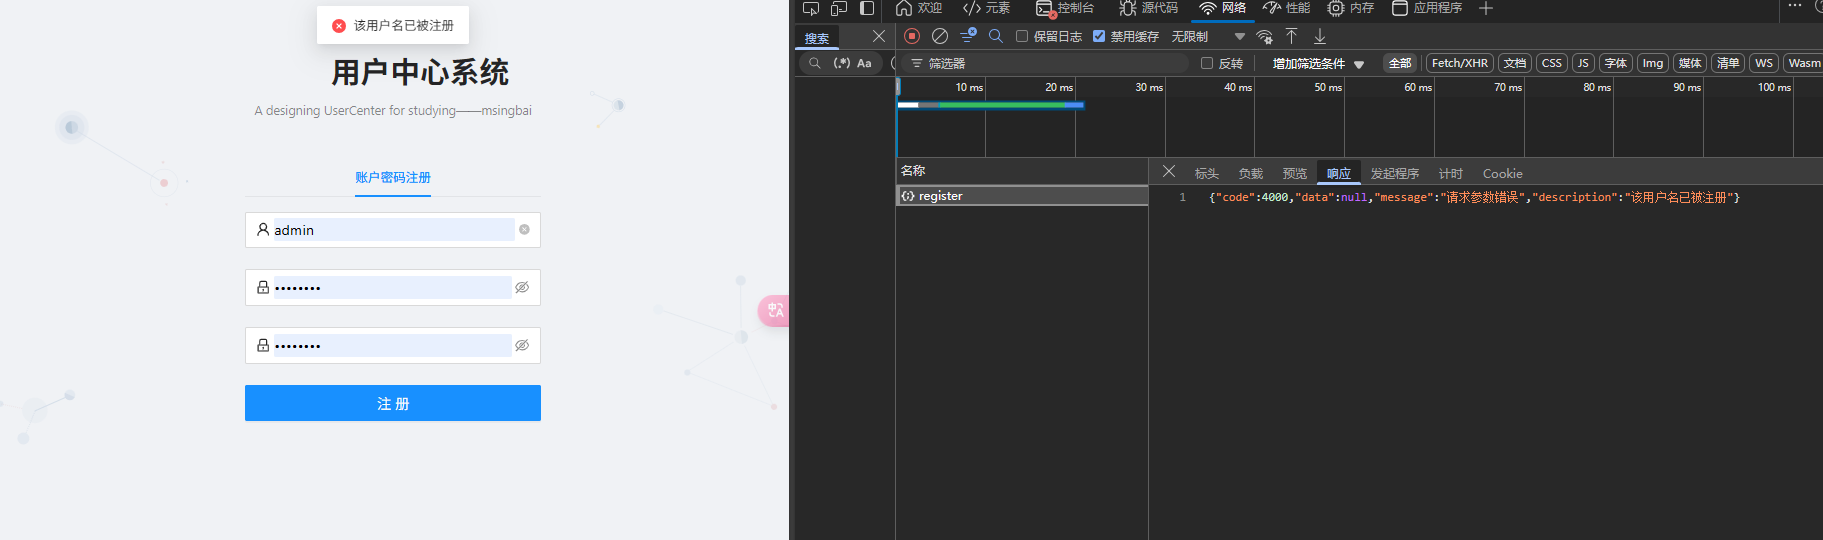 该用户名已被注册
用户中心系统
A designing UserCenter for studying——msingbai
账户密码注册
admin
••••••••
••••••••
注 册
中 A
欢迎
元素
控制台
源代码
网络
性能
内存
应用程序
搜索
保留日志
禁用缓存
无限制
(.*) Aa
筛选器
反转
增加筛选条件
全部
Fetch/XHR
文档
CSS
JS
字体
Img
媒体
清单
WS
Wasm
10 ms
20 ms
30 ms
40 ms
50 ms
60 ms
70 ms
80 ms
90 ms
100 ms
名称
标头
负载
预览
响应
发起程序
计时
Cookie
register
1 {"code":4000,"data":null,"message":"请求参数错误","description":"该用户名已被注册"}